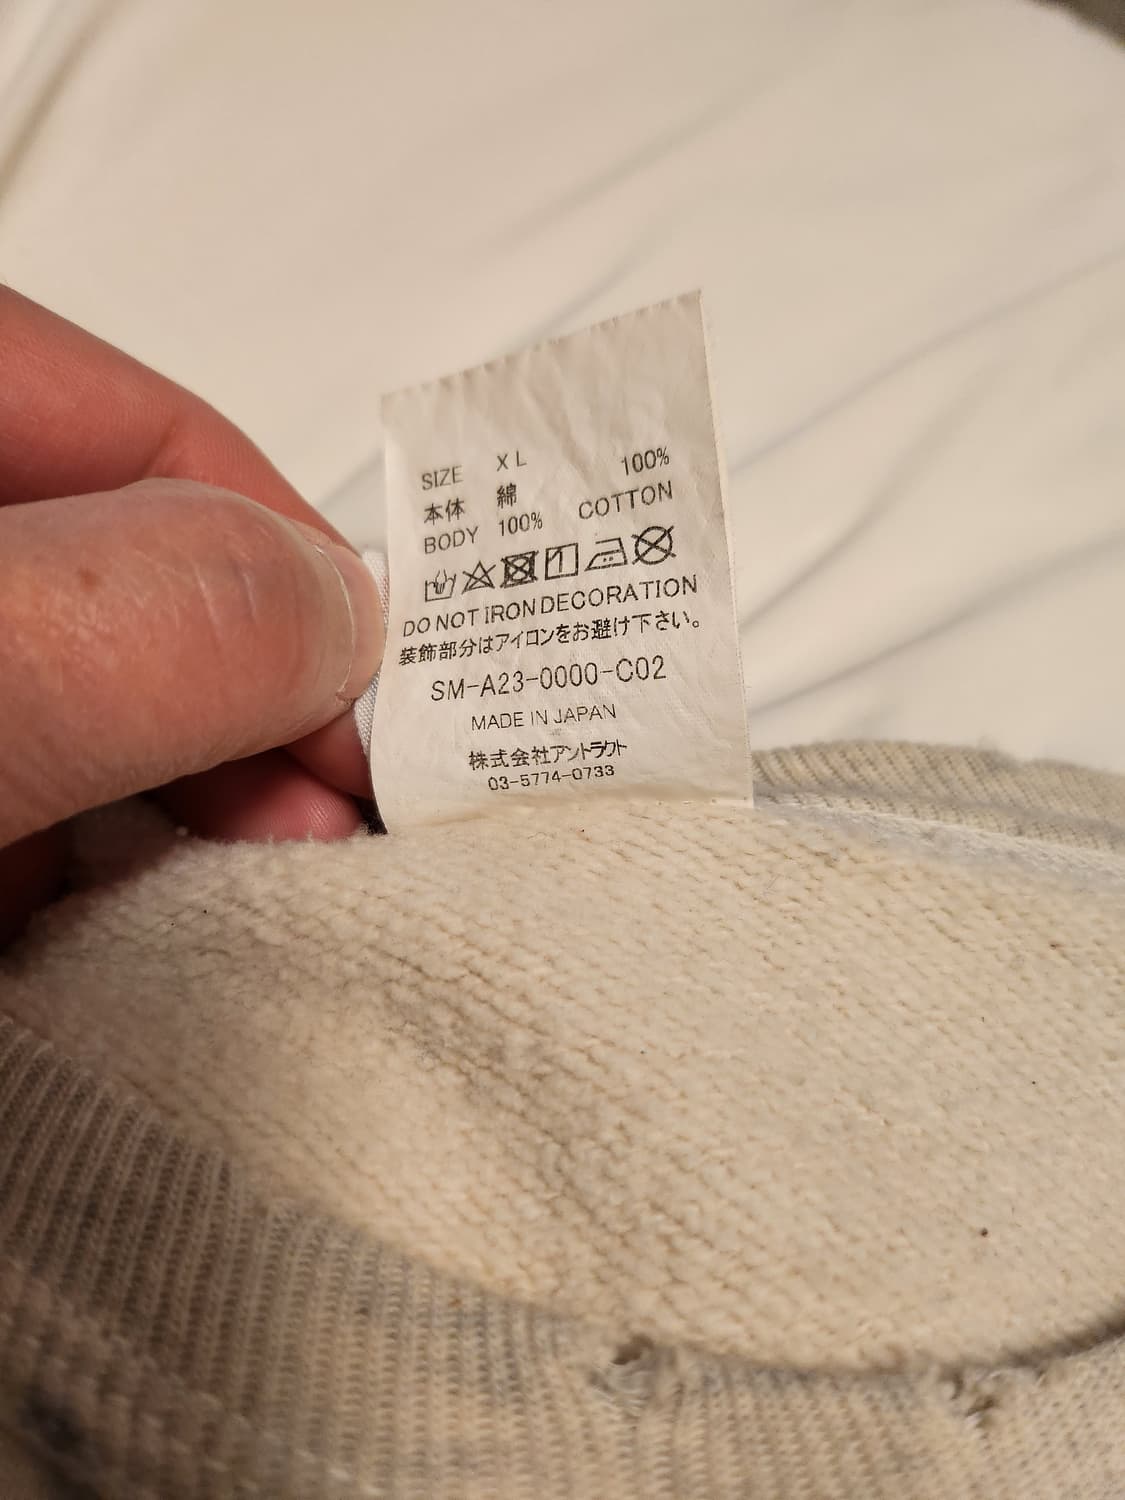 SIZE XL 100%
本体 綿
BODY 100% COTTON
DO NOT IRON DECORATION
装飾部分はアイロンをお避け下さい。
SM-A23-0000-C02
MADE IN JAPAN
株式会社アントラクト
03-5774-0733